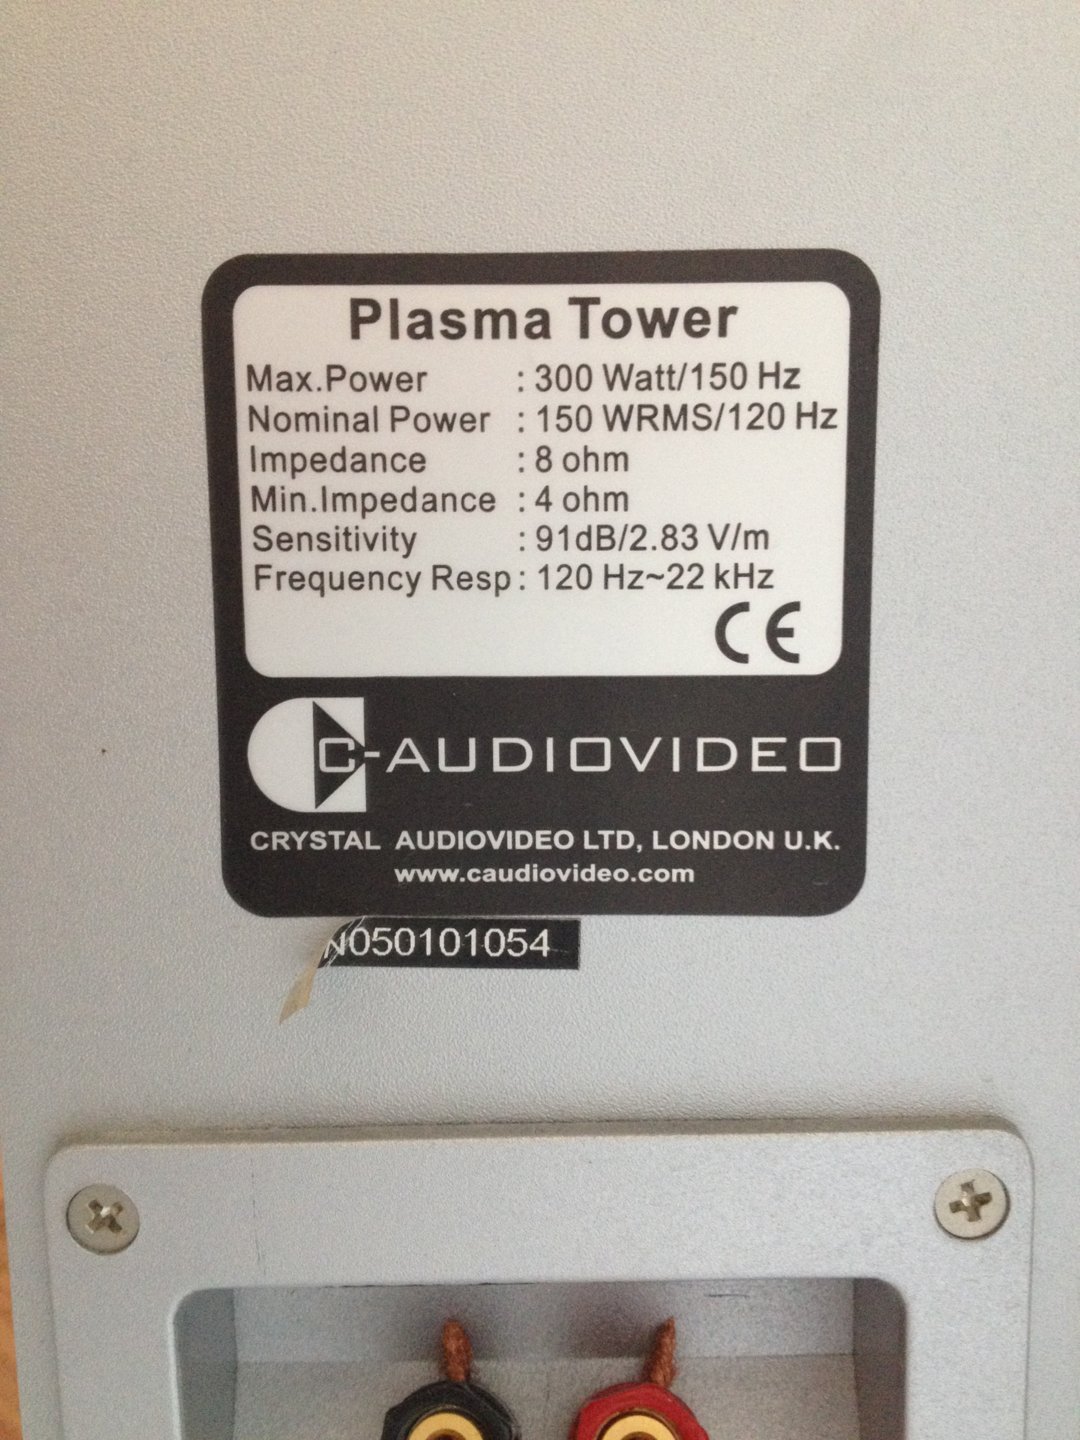 Plasma Tower
Max.Power : 300 Watt/150 Hz
Nominal Power : 150 WRMS/120 Hz
Impedance : 8 ohm
Min.Impedance : 4 ohm
Sensitivity : 91dB/2.83 V/m
Frequency Resp : 120 Hz~22 kHz
CE
C-AUDIOVIDEO
CRYSTAL AUDIOVIDEO LTD, LONDON U.K.
www.caudiovideo.com
N050101054